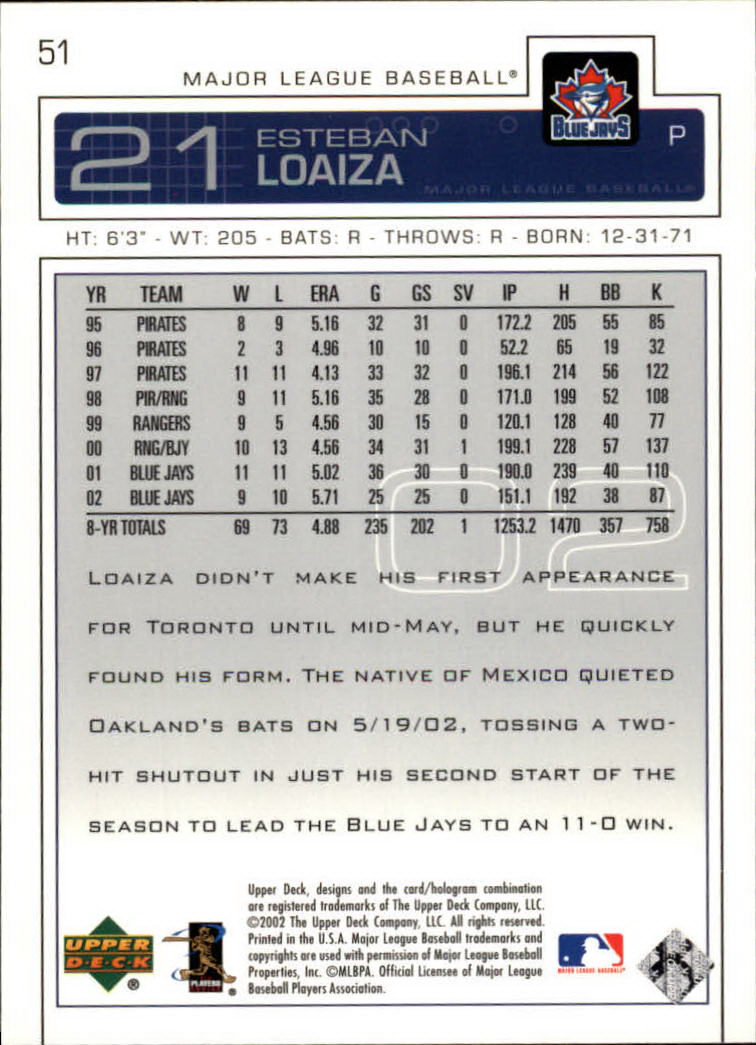 51
MAJOR LEAGUE BASEBALL®
BLUE JAYS
21 ESTEBAN LOAIZA P
MAJOR LEAGUE BASEBALL®
HT: 6'3" - WT: 205 - BATS: R - THROWS: R - BORN: 12-31-71
YR TEAM W L ERA G GS SV IP H BB K
95 PIRATES 8 9 5.16 32 31 0 172.2 205 55 85
96 PIRATES 2 3 4.96 10 10 0 52.2 65 19 32
97 PIRATES 11 11 4.13 33 32 0 196.1 214 56 122
98 PIR/RNG 9 11 5.16 35 28 0 171.0 199 52 108
99 RANGERS 9 5 4.56 30 15 0 120.1 128 40 77
00 RNG/BJY 10 13 4.56 34 31 1 199.1 228 57 137
01 BLUE JAYS 11 11 5.02 36 30 0 190.0 239 40 110
02 BLUE JAYS 9 10 5.71 25 25 0 151.1 192 38 87
8-YR TOTALS 69 73 4.88 235 202 1 1253.2 1470 357 758
02
LOAIZA DIDN'T MAKE HIS FIRST APPEARANCE
FOR TORONTO UNTIL MID-MAY, BUT HE QUICKLY
FOUND HIS FORM. THE NATIVE OF MEXICO QUIETED
OAKLAND'S BATS ON 5/19/02, TOSSING A TWO-
HIT SHUTOUT IN JUST HIS SECOND START OF THE
SEASON TO LEAD THE BLUE JAYS TO AN 11-0 WIN.
Upper Deck, designs and the card/hologram combination
are registered trademarks of The Upper Deck Company, LLC.
©2002 The Upper Deck Company, LLC. All rights reserved.
Printed in the U.S.A. Major League Baseball trademarks and
copyrights are used with permission of Major League Baseball
Properties, Inc. ©MLBPA. Official Licensee of Major League
Baseball Players Association.
UPPER
D·E·C·K
®
PLAYERS
®
MAJOR LEAGUE BASEBALL®